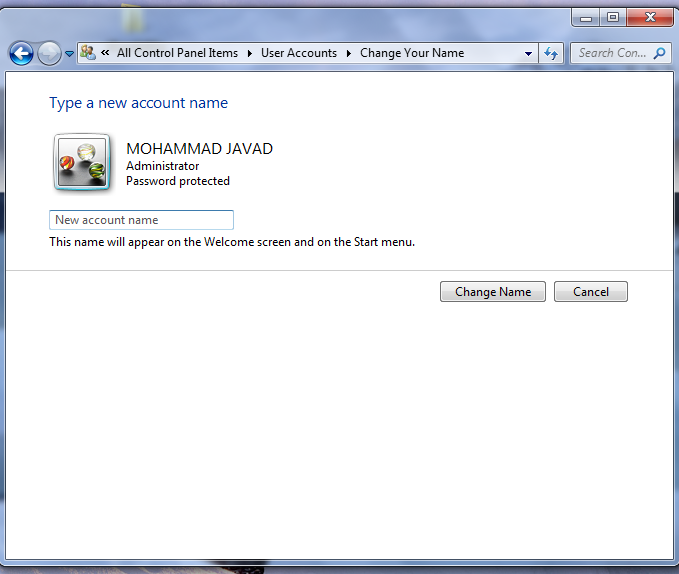 « All Control Panel Items User Accounts Change Your Name Search Con...
Type a new account name
MOHAMMAD JAVAD
Administrator
Password protected
New account name
This name will appear on the Welcome screen and on the Start menu.
Change Name Cancel